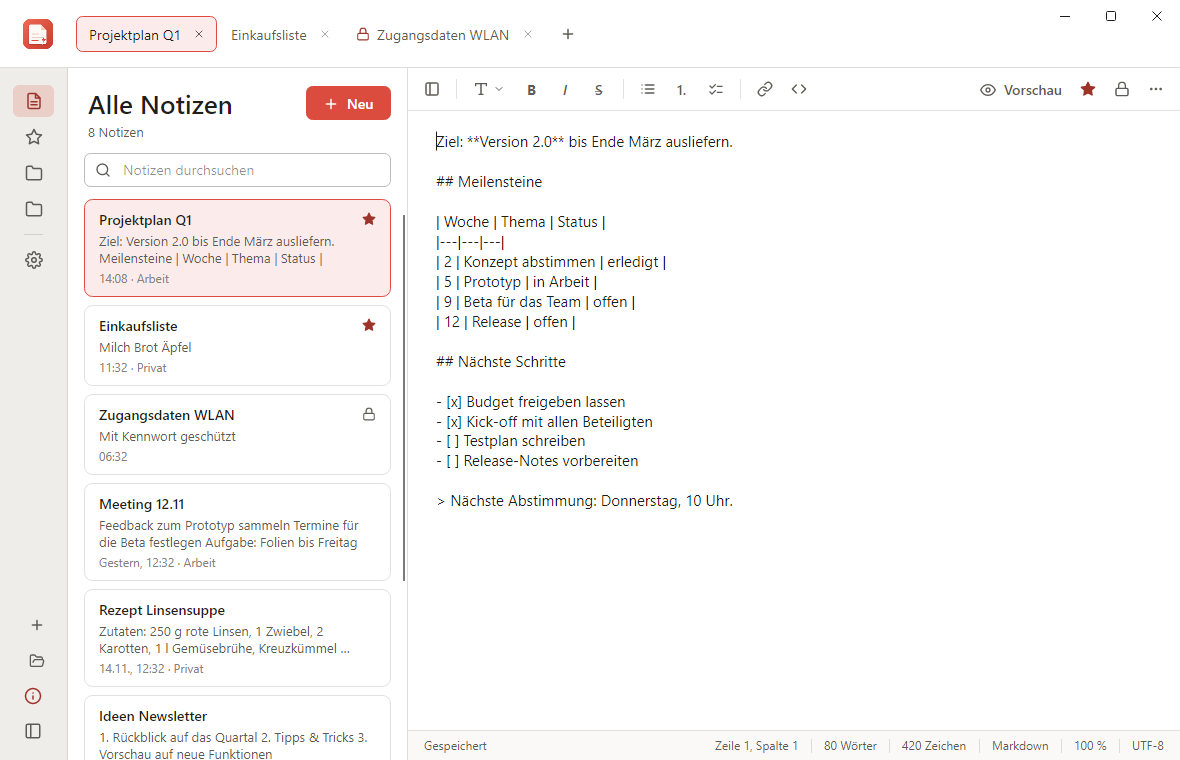 Projektplan Q1
Einkaufsliste
Zugangsdaten WLAN
Alle Notizen
Neu
8 Notizen
Notizen durchsuchen
Projektplan Q1
Ziel: Version 2.0 bis Ende März ausliefern.
Meilensteine | Woche | Thema | Status |
14:08 · Arbeit
Einkaufsliste
Milch Brot Äpfel
11:32 · Privat
Zugangsdaten WLAN
Mit Kennwort geschützt
06:32
Meeting 12.11
Feedback zum Prototyp sammeln Termine für
die Beta festlegen Aufgabe: Folien bis Freitag
Gestern, 12:32 · Arbeit
Rezept Linsensuppe
Zutaten: 250 g rote Linsen, 1 Zwiebel, 2
Karotten, 1 l Gemüsebrühe, Kreuzkümmel ...
14.11., 12:32 · Privat
Ideen Newsletter
1. Rückblick auf das Quartal 2. Tipps & Tricks 3.
Vorschau auf neue Funktionen
T B I S 1. Vorschau
Ziel: **Version 2.0** bis Ende März ausliefern.
## Meilensteine
| Woche | Thema | Status |
|---|---|---|
| 2 | Konzept abstimmen | erledigt |
| 5 | Prototyp | in Arbeit |
| 9 | Beta für das Team | offen |
| 12 | Release | offen |
## Nächste Schritte
- [x] Budget freigeben lassen
- [x] Kick-off mit allen Beteiligten
- [ ] Testplan schreiben
- [ ] Release-Notes vorbereiten
> Nächste Abstimmung: Donnerstag, 10 Uhr.
Gespeichert
Zeile 1, Spalte 1
80 Wörter
420 Zeichen
Markdown
100 %
UTF-8